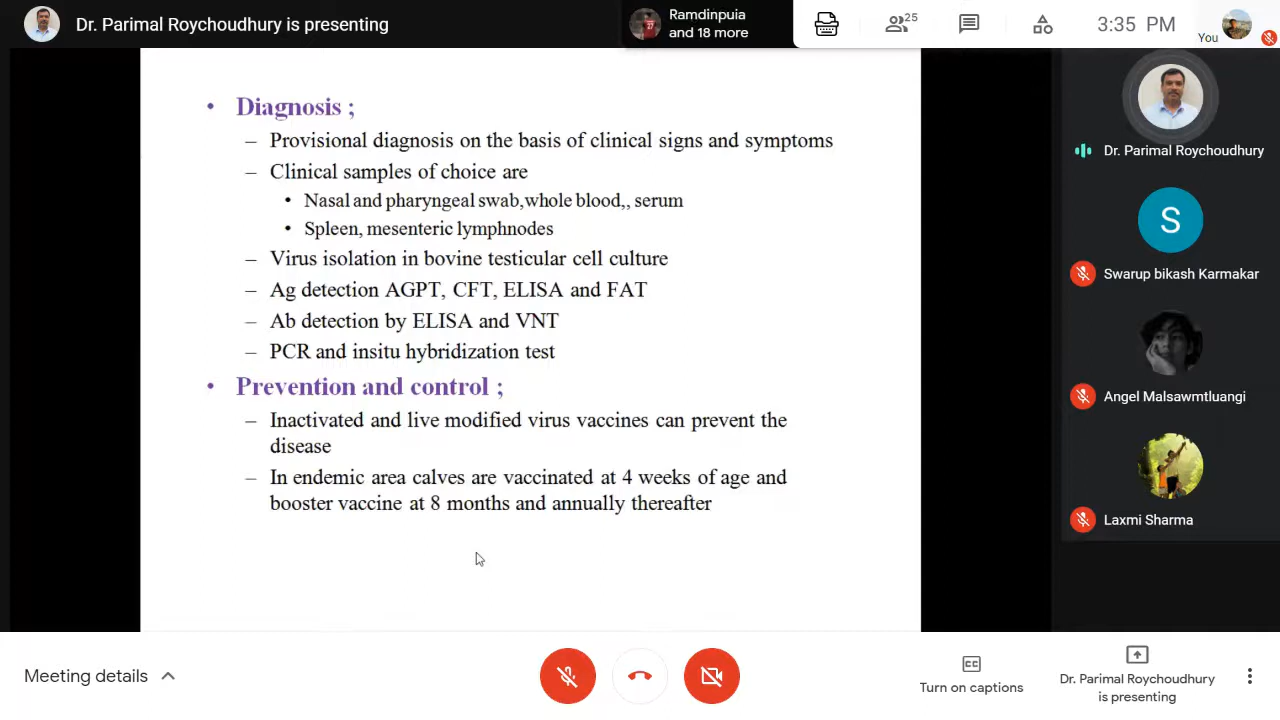 Dr. Parimal Roychoudhury is presenting
Ramdinpuia
and 18 more
25
3:35 PM
You
• Diagnosis ;
– Provisional diagnosis on the basis of clinical signs and symptoms
– Clinical samples of choice are
• Nasal and pharyngeal swab,whole blood,, serum
• Spleen, mesenteric lymphnodes
– Virus isolation in bovine testicular cell culture
– Ag detection AGPT, CFT, ELISA and FAT
– Ab detection by ELISA and VNT
– PCR and insitu hybridization test
• Prevention and control ;
– Inactivated and live modified virus vaccines can prevent the
disease
– In endemic area calves are vaccinated at 4 weeks of age and
booster vaccine at 8 months and annually thereafter
Dr. Parimal Roychoudhury
S
Swarup bikash Karmakar
Angel Malsawmtluangi
Laxmi Sharma
Meeting details
CC
Turn on captions
Dr. Parimal Roychoudhury
is presenting